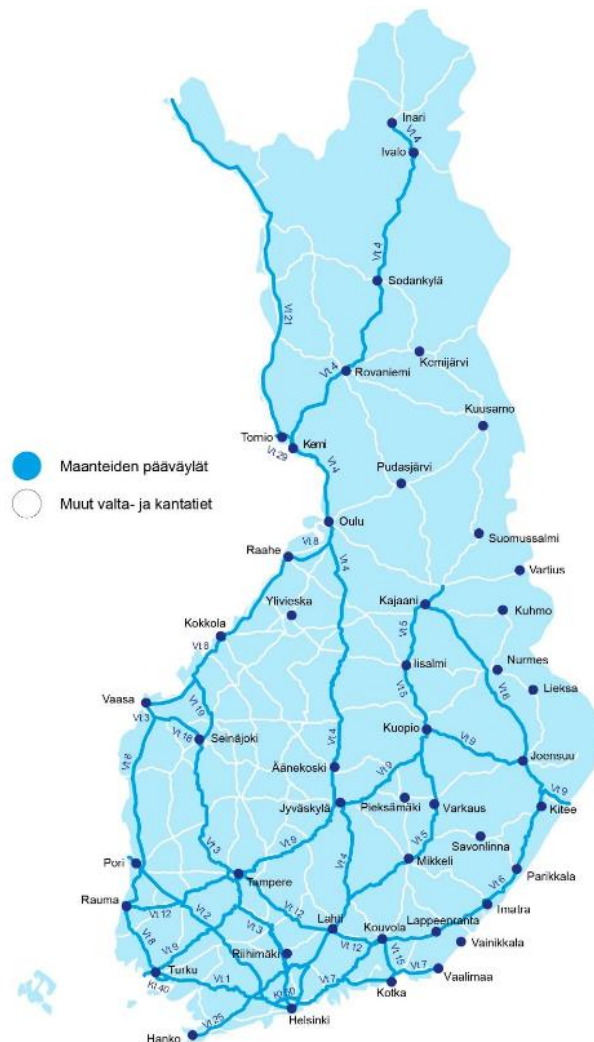 Inari
Vt 4
Ivalo
Vt 4
Sodankylä
Vt 21
Kemijärvi
Vt 4
Rovaniemi
Kuusamo
Tornio
Kemi
Vt 29
Vt 4
Maanteiden pääväylät
Pudasjärvi
Muut valta- ja kantatiet
Oulu
Suomussalmi
Vt 8
Raahe
Vt 4
Vartius
Ylivieska
Kajaani
Kuhmo
Kokkola
Vt 5
Vt 8
Iisalmi
Nurmes
Vt 6
Lieksa
Vt 5
Vaasa
Vt 19
Vt 3
Vt 18
Seinäjoki
Kuopio
Vt 9
Vt 4
Joensuu
Vt 8
Äänekoski
Vt 9
Vt 9
Jyväskylä
Pieksämäki
Varkaus
Kitee
Vt 5
Savonlinna
Vt 3
Vt 9
Vt 4
Mikkeli
Pori
Tampere
Parikkala
Vt 6
Rauma
Vt 12
Vt 2
Vt 3
Vt 12
Imatra
Lahti
Lappeenranta
Kouvola
Vt 8
Vt 9
Riihimäki
Vt 12
Vainikkala
Vt 15
Turku
Vt 1
Vt 7
Vt 7
Vaalimaa
Kt 40
Kt 50
Kotka
Helsinki
Vt 25
Hanko